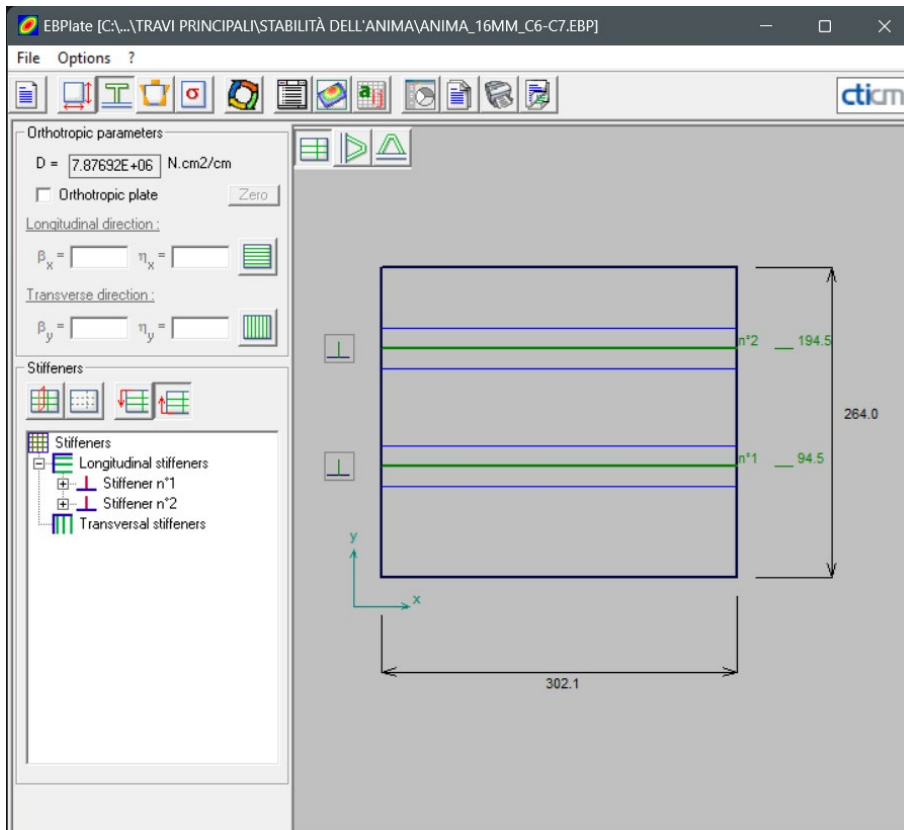 EBPlate [C:\...\TRAVI PRINCIPALI\STABILITÀ DELL'ANIMA\ANIMA_16MM_C6-C7.EBP]
File Options ?
cticm
Orthotropic parameters
D = 7.87692E+06 N.cm2/cm
Orthotropic plate Zero
Longitudinal direction :
βx = ηx =
Transverse direction :
βy = ηy =
Stiffeners
Stiffeners
Longitudinal stiffeners
Stiffener n°1
Stiffener n°2
Transversal stiffeners
n°2 194.5
264.0
n°1 94.5
y
x
302.1